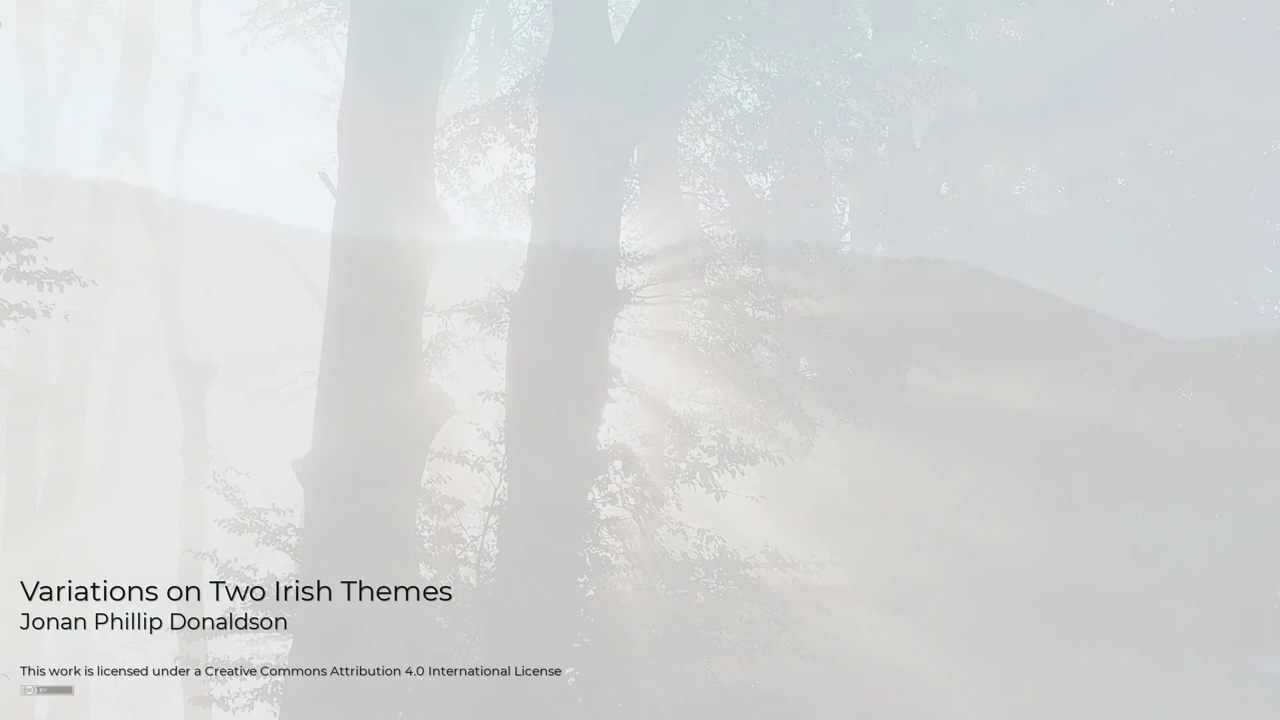 Variations on Two Irish Themes
Jonan Phillip Donaldson
This work is licensed under a Creative Commons Attribution 4.0 International License
BY